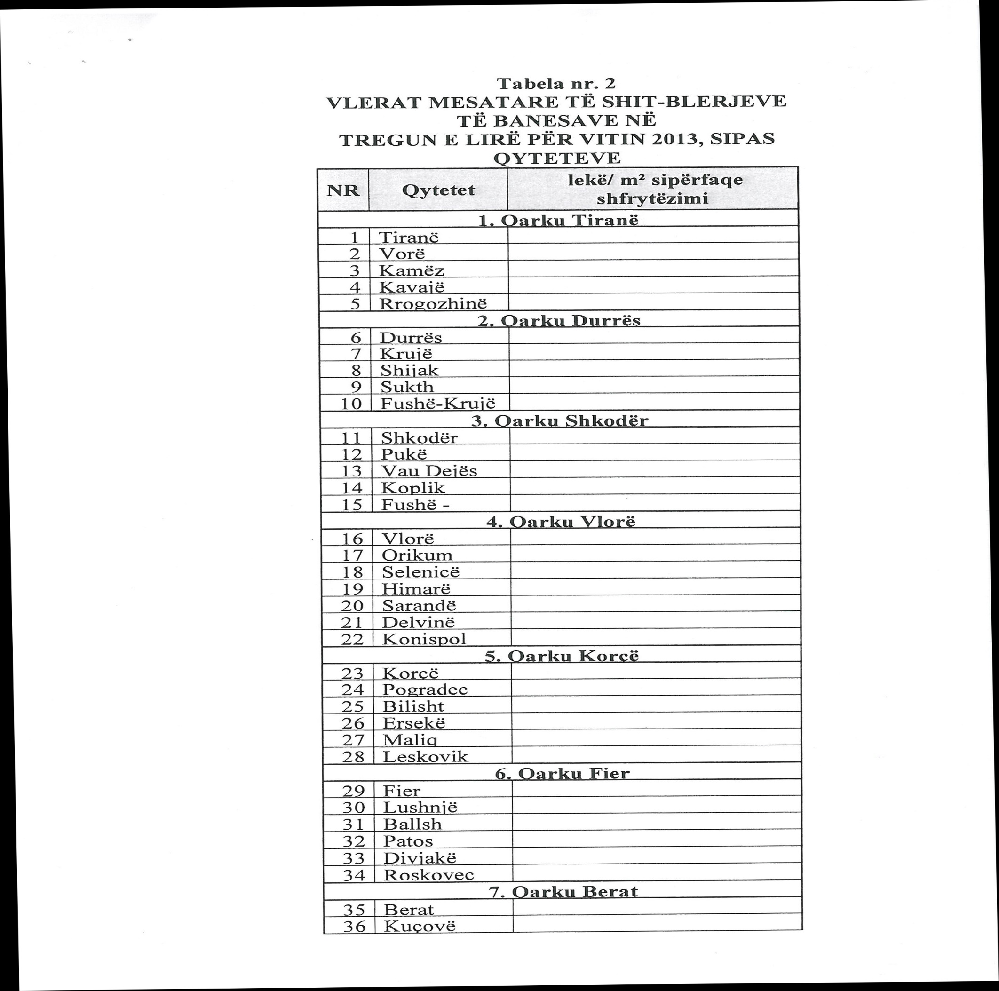 Tabela nr. 2
VLERAT MESATARE TË SHIT-BLERJEVE
TË BANESAVE NË
TREGUN E LIRË PËR VITIN 2013, SIPAS
QYTETEVE
NR Qytetet lekë/ m² sipërfaqe
shfrytëzimi
1. Qarku Tiranë
1 Tiranë
2 Vorë
3 Kamëz
4 Kavajë
5 Rrogozhinë
2. Qarku Durrës
6 Durrës
7 Krujë
8 Shijak
9 Sukth
10 Fushë-Krujë
3. Qarku Shkodër
11 Shkodër
12 Pukë
13 Vau Dejës
14 Koplik
15 Fushë -
4. Qarku Vlorë
16 Vlorë
17 Orikum
18 Selenicë
19 Himarë
20 Sarandë
21 Delvinë
22 Konispol
5. Qarku Korçë
23 Korçë
24 Pogradec
25 Bilisht
26 Ersekë
27 Maliq
28 Leskovik
6. Qarku Fier
29 Fier
30 Lushnjë
31 Ballsh
32 Patos
33 Divjakë
34 Roskovec
7. Qarku Berat
35 Berat
36 Kuçovë